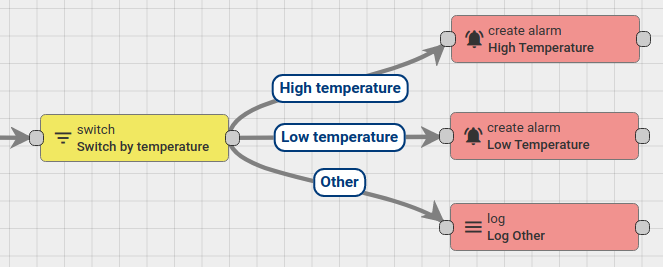 create alarm
High Temperature
High temperature
switch
Switch by temperature
Low temperature
create alarm
Low Temperature
Other
log
Log Other